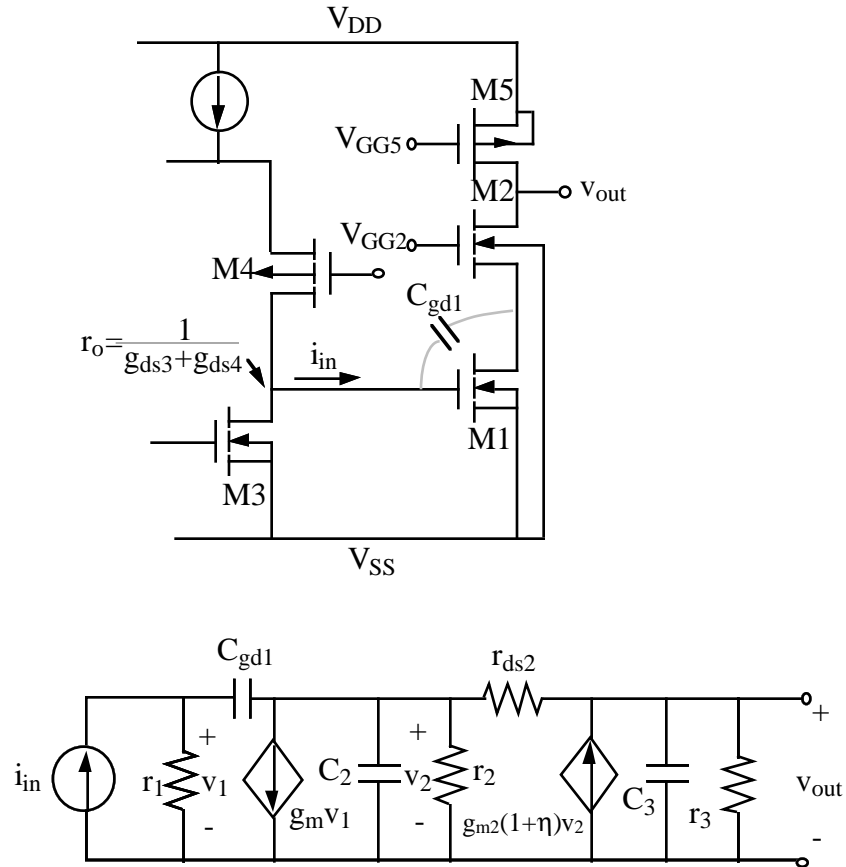 VDD
M5
VGG5
M2
vout
VGG2
M4
Cgd1
ro= 1
gds3+gds4
iin
M1
M3
VSS
Cgd1
rds2
+
+
+
iin
r1
v1
gmv1
C2
v2
r2
gm2(1+η)v2
C3
r3
vout
-
-
-